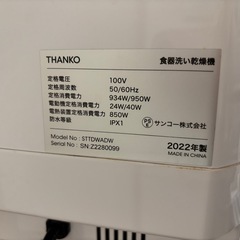 THANKO 食器洗い乾燥機
定格電圧 100V
定格周波数 50/60Hz
定格消費電力 934W/950W
電動機定格消費電力 24W/40W
電熱装置定格消費電力 850W
防水等級 IPX1
Model No : STTDWADW
Serial No: SN:Z2280099
サンコー株式会社
2022年製
MADE IN CHINA